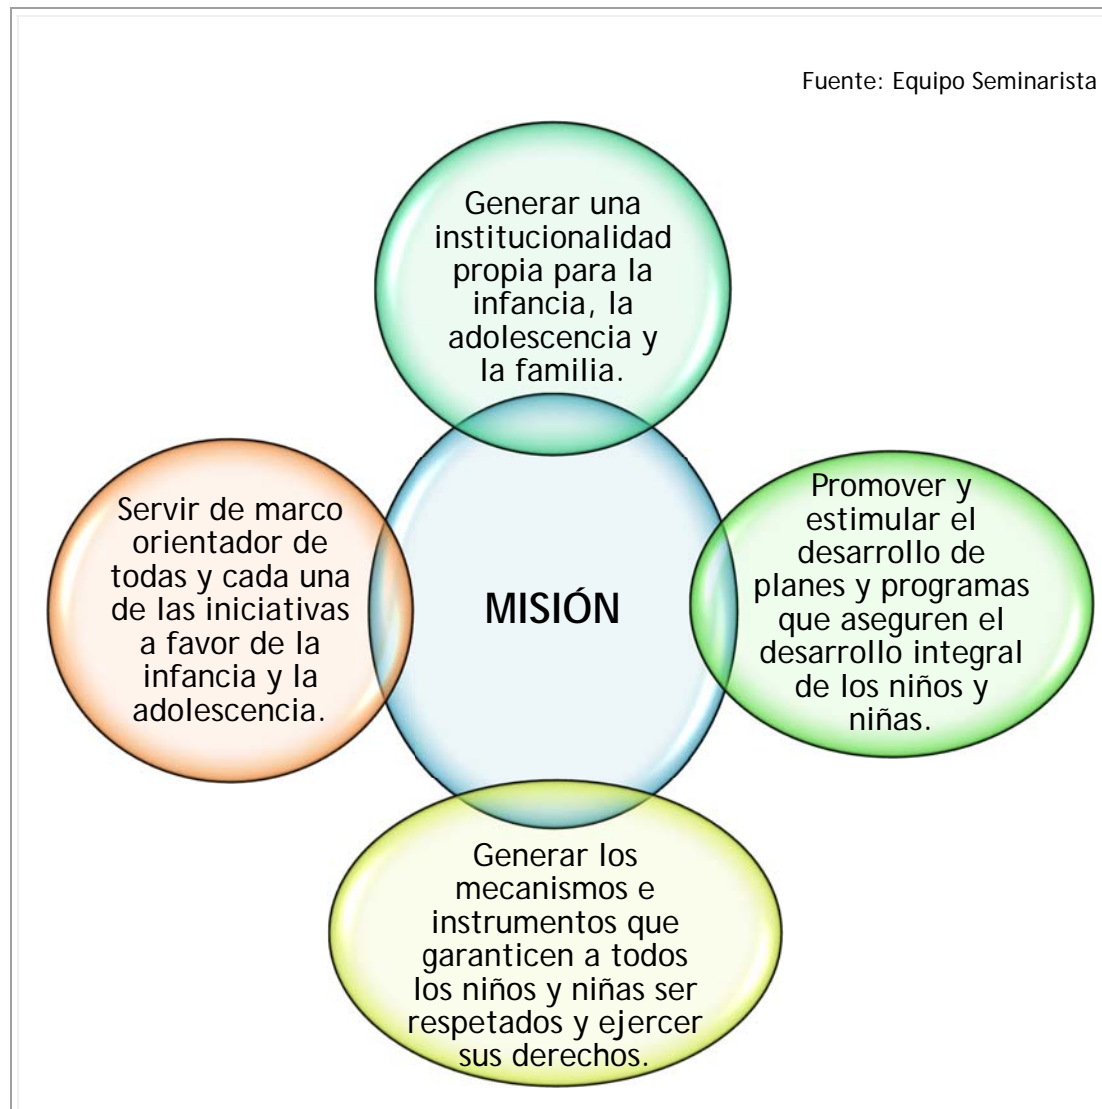 Fuente: Equipo Seminarista
Generar una
institucionalidad
propia para la
infancia, la
adolescencia y
la familia.
Servir de marco
orientador de
todas y cada una
de las iniciativas
a favor de la
infancia y la
adolescencia.
MISIÓN
Promover y
estimular el
desarrollo de
planes y programas
que aseguren el
desarrollo integral
de los niños y
niñas.
Generar los
mecanismos e
instrumentos que
garanticen a todos
los niños y niñas ser
respetados y ejercer
sus derechos.